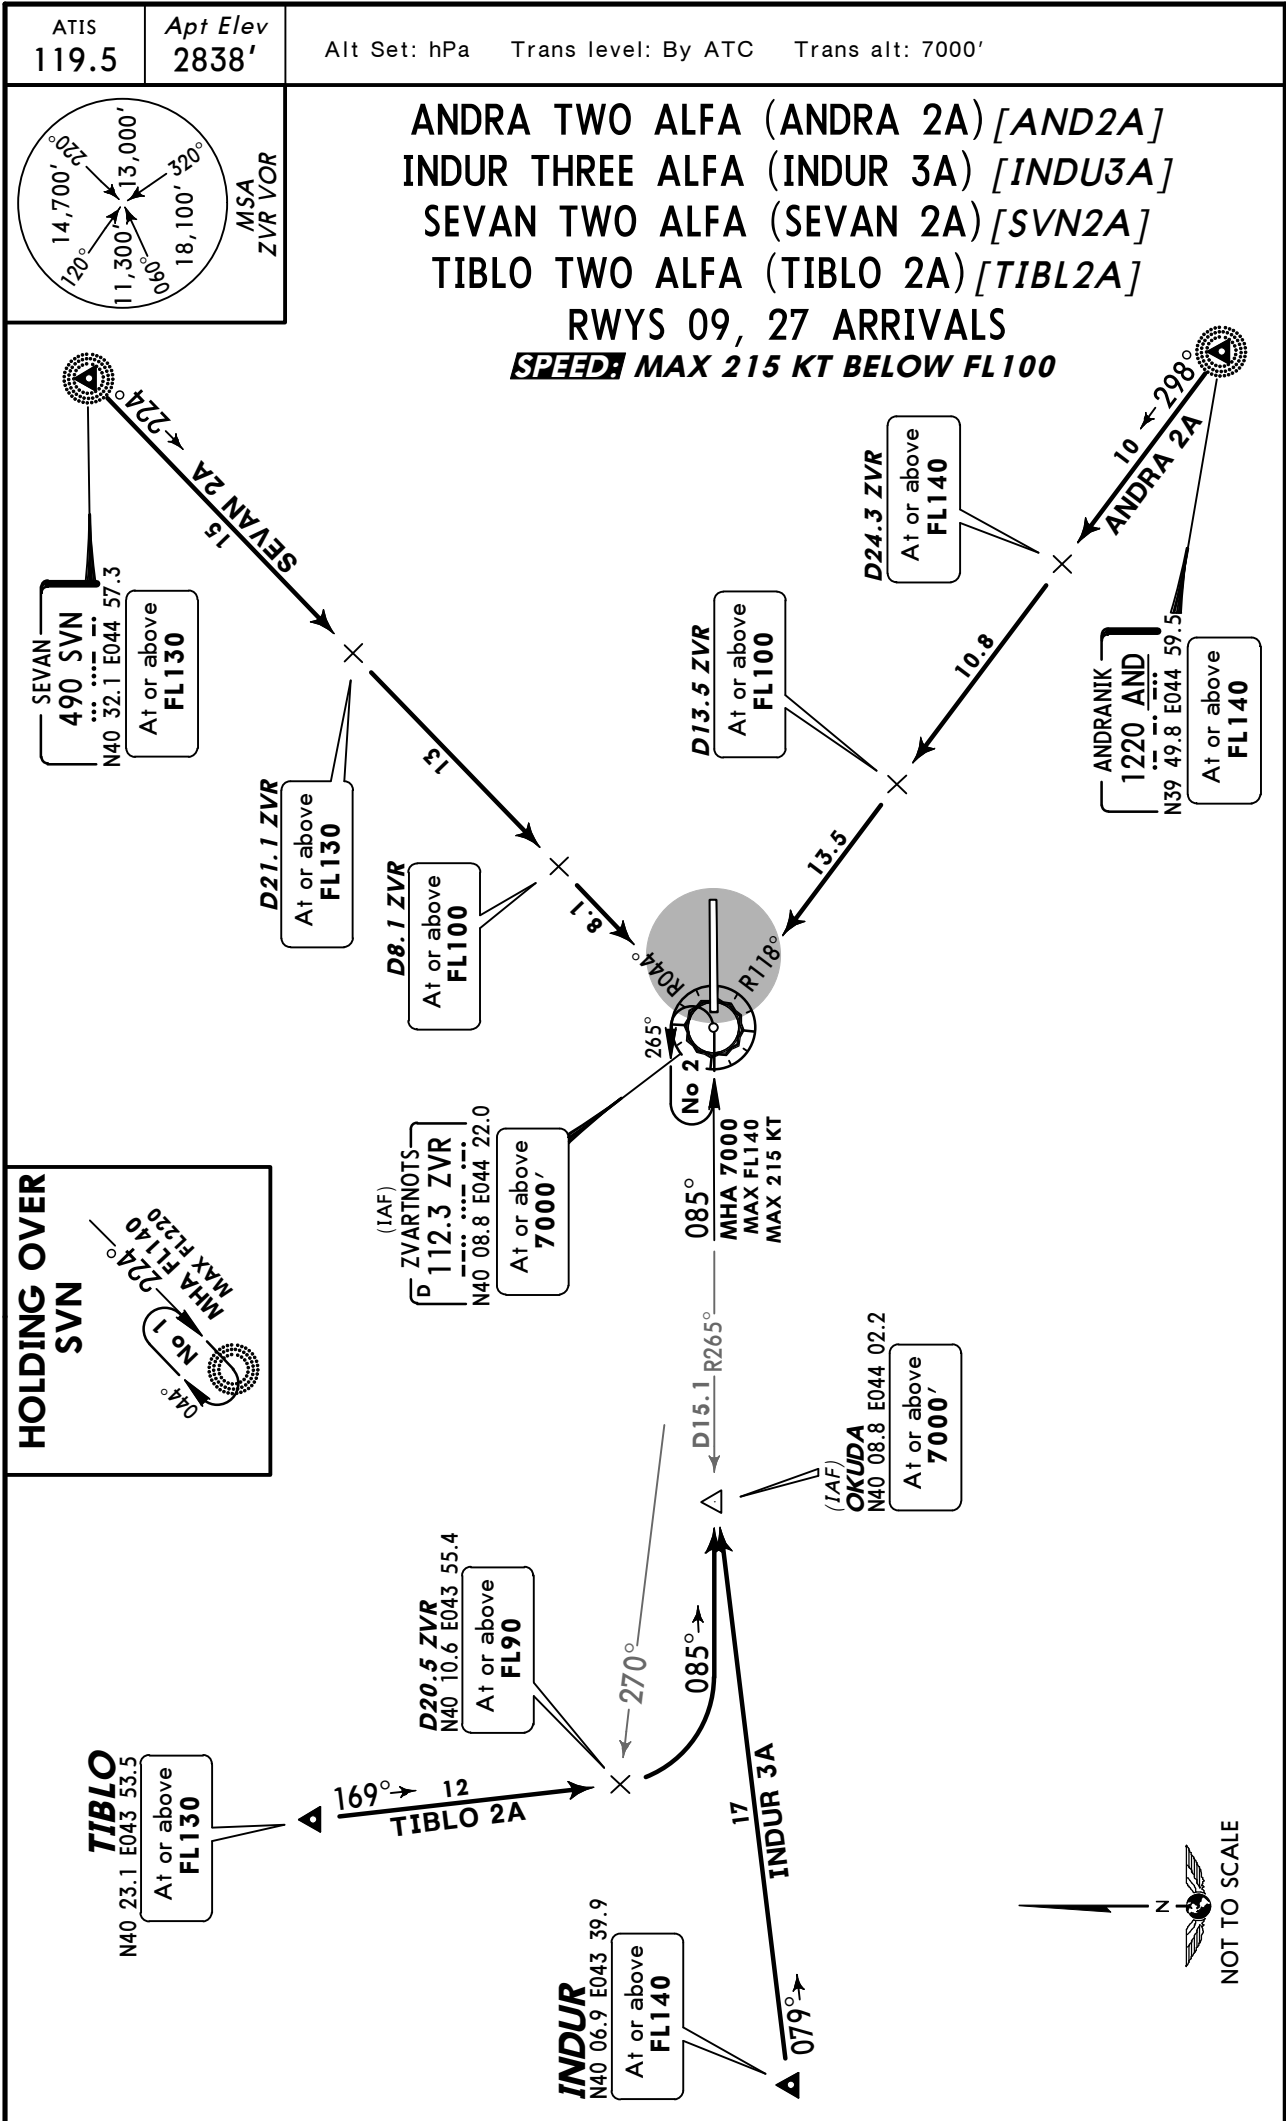 ATIS
119.5
Apt Elev
2838'
Alt Set: hPa Trans level: By ATC Trans alt: 7000'
MSA
ZVR VOR
220°
13,000'
320°
14,700'
18,100'
120°
11,300'
060°
ANDRA TWO ALFA (ANDRA 2A) [AND2A]
INDUR THREE ALFA (INDUR 3A) [INDU3A]
SEVAN TWO ALFA (SEVAN 2A) [SVN2A]
TIBLO TWO ALFA (TIBLO 2A) [TIBL2A]
RWYS 09, 27 ARRIVALS
SPEED: MAX 215 KT BELOW FL100
224°
SEVAN 2A
15
SEVAN
490 SVN
N40 32.1 E044 57.3
At or above
FL130
D21.1 ZVR
At or above
FL130
13
D8.1 ZVR
At or above
FL100
8.1
R044°
298°
10
ANDRA 2A
D24.3 ZVR
At or above
FL140
10.8
D13.5 ZVR
At or above
FL100
13.5
R118°
ANDRANIK
1220 AND
N39 49.8 E044 59.5
At or above
FL140
265°
No 2
085°
MHA 7000
MAX FL140
MAX 215 KT
(IAF)
ZVARTNOTS
D 112.3 ZVR
N40 08.8 E044 22.0
At or above
7000'
HOLDING OVER
SVN
224°
MHA FL140
MAX FL220
No 1
044°
D15.1 R265°
(IAF)
OKUDA
N40 08.8 E044 02.2
At or above
7000'
D20.5 ZVR
N40 10.6 E043 55.4
At or above
FL90
270°
085°
TIBLO
N40 23.1 E043 53.5
At or above
FL130
169°
12
TIBLO 2A
17
INDUR 3A
INDUR
N40 06.9 E043 39.9
At or above
FL140
079°
N
NOT TO SCALE